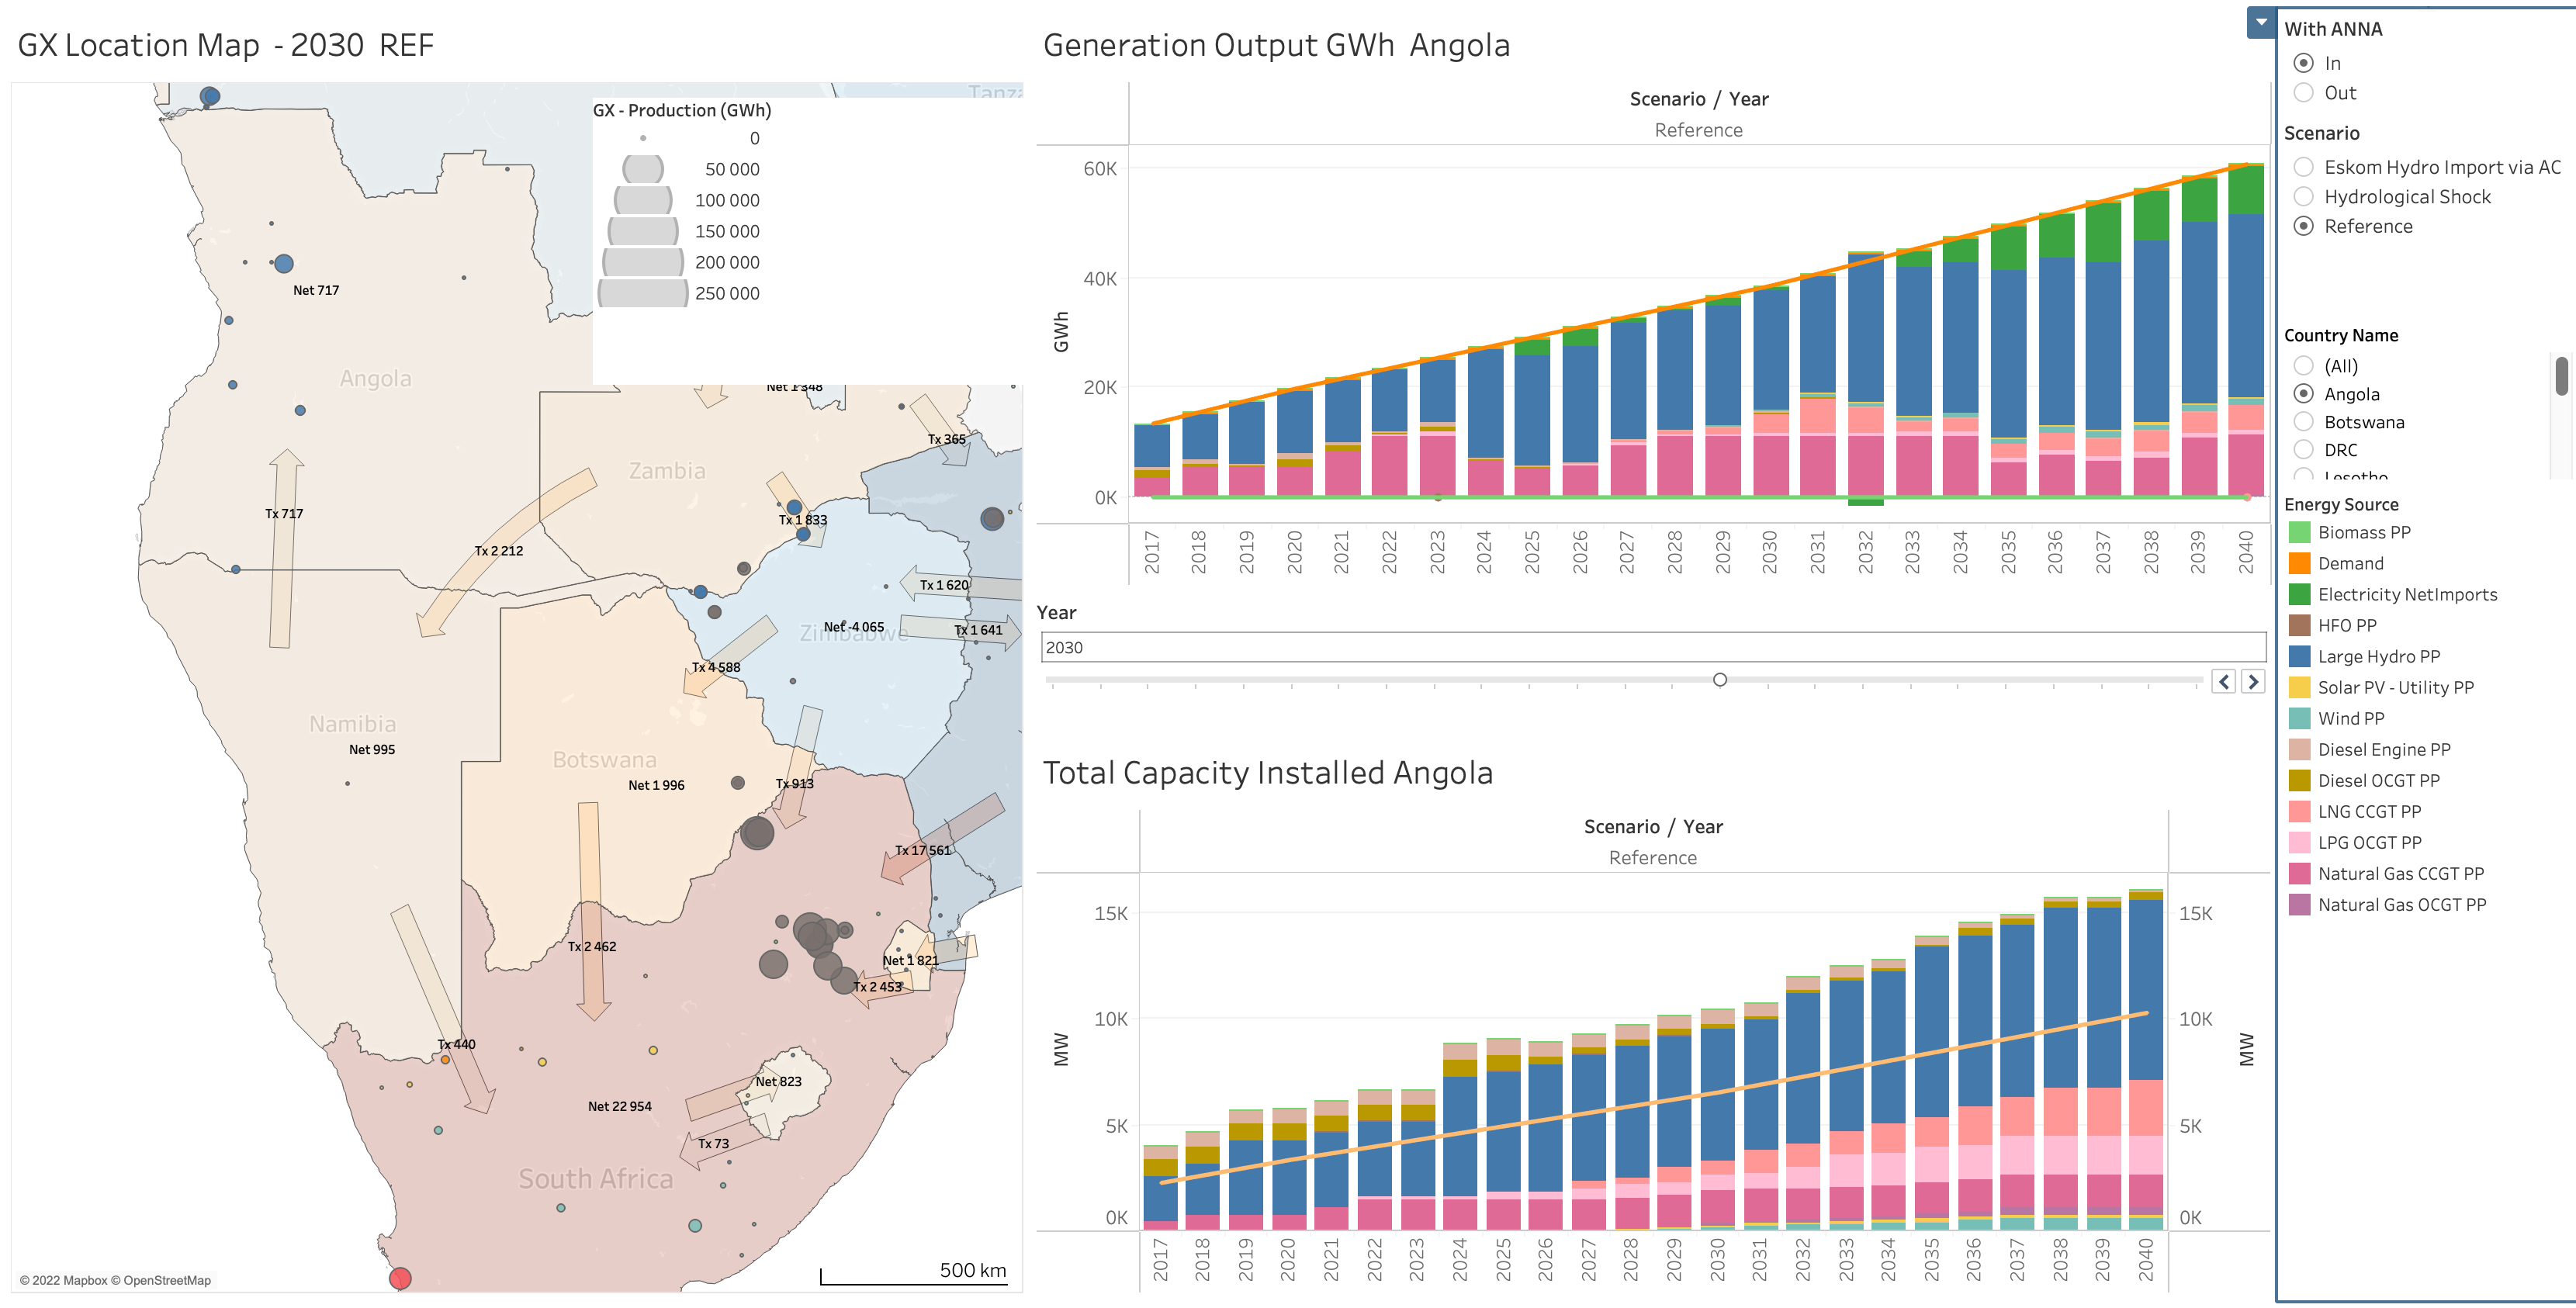 GX Location Map - 2030 REF
Tanza
GX - Production (GWh)
0
50 000
100 000
150 000
200 000
250 000
Net 717
Angola
Net 1 348
Tx 365
Zambia
Tx 717
Tx 1 833
Tx 2 212
Tx 1 620
Net -4 065
Zimbabwe
Tx 1 641
Tx 4 588
Namibia
Net 995
Botswana
Net 1 996
Tx 913
Tx 17 561
Tx 2 462
Net 1 821
Tx 2 453
Tx 440
Net 823
Net 22 954
Tx 73
South Africa
500 km
© 2022 Mapbox © OpenStreetMap
Generation Output GWh Angola
Scenario / Year
Reference
60K
40K
20K
0K
GWh
2017 2018 2019 2020 2021 2022 2023 2024 2025 2026 2027 2028 2029 2030 2031 2032 2033 2034 2035 2036 2037 2038 2039 2040
Year
2030
Total Capacity Installed Angola
Scenario / Year
Reference
15K 15K
10K 10K
MW MW
5K 5K
0K 0K
2017 2018 2019 2020 2021 2022 2023 2024 2025 2026 2027 2028 2029 2030 2031 2032 2033 2034 2035 2036 2037 2038 2039 2040
With ANNA
In
Out
Scenario
Eskom Hydro Import via AC
Hydrological Shock
Reference
Country Name
(All)
Angola
Botswana
DRC
Lesotho
Energy Source
Biomass PP
Demand
Electricity NetImports
HFO PP
Large Hydro PP
Solar PV - Utility PP
Wind PP
Diesel Engine PP
Diesel OCGT PP
LNG CCGT PP
LPG OCGT PP
Natural Gas CCGT PP
Natural Gas OCGT PP